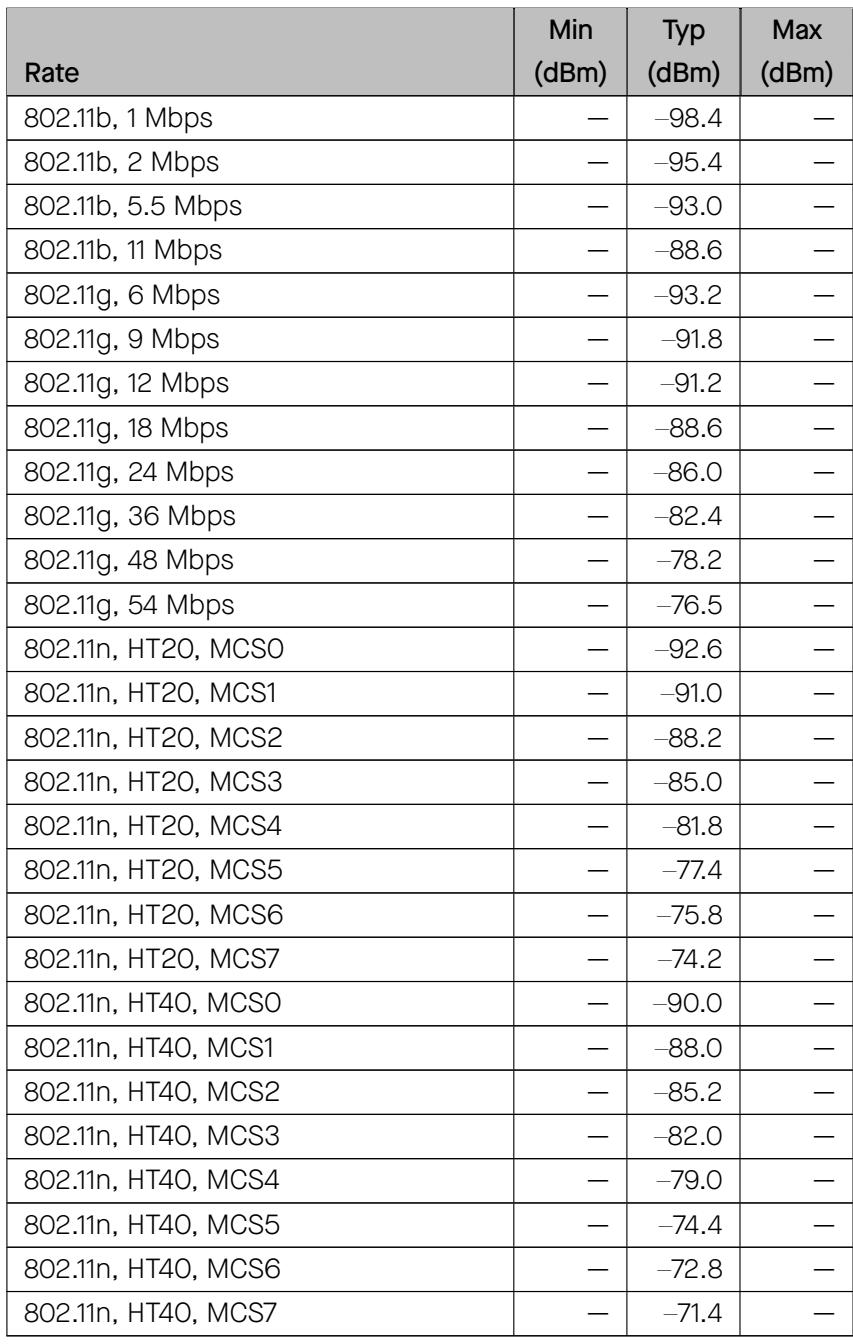 Rate Min (dBm) Typ (dBm) Max (dBm)
802.11b, 1 Mbps — –98.4 —
802.11b, 2 Mbps — –95.4 —
802.11b, 5.5 Mbps — –93.0 —
802.11b, 11 Mbps — –88.6 —
802.11g, 6 Mbps — –93.2 —
802.11g, 9 Mbps — –91.8 —
802.11g, 12 Mbps — –91.2 —
802.11g, 18 Mbps — –88.6 —
802.11g, 24 Mbps — –86.0 —
802.11g, 36 Mbps — –82.4 —
802.11g, 48 Mbps — –78.2 —
802.11g, 54 Mbps — –76.5 —
802.11n, HT20, MCS0 — –92.6 —
802.11n, HT20, MCS1 — –91.0 —
802.11n, HT20, MCS2 — –88.2 —
802.11n, HT20, MCS3 — –85.0 —
802.11n, HT20, MCS4 — –81.8 —
802.11n, HT20, MCS5 — –77.4 —
802.11n, HT20, MCS6 — –75.8 —
802.11n, HT20, MCS7 — –74.2 —
802.11n, HT40, MCS0 — –90.0 —
802.11n, HT40, MCS1 — –88.0 —
802.11n, HT40, MCS2 — –85.2 —
802.11n, HT40, MCS3 — –82.0 —
802.11n, HT40, MCS4 — –79.0 —
802.11n, HT40, MCS5 — –74.4 —
802.11n, HT40, MCS6 — –72.8 —
802.11n, HT40, MCS7 — –71.4 —